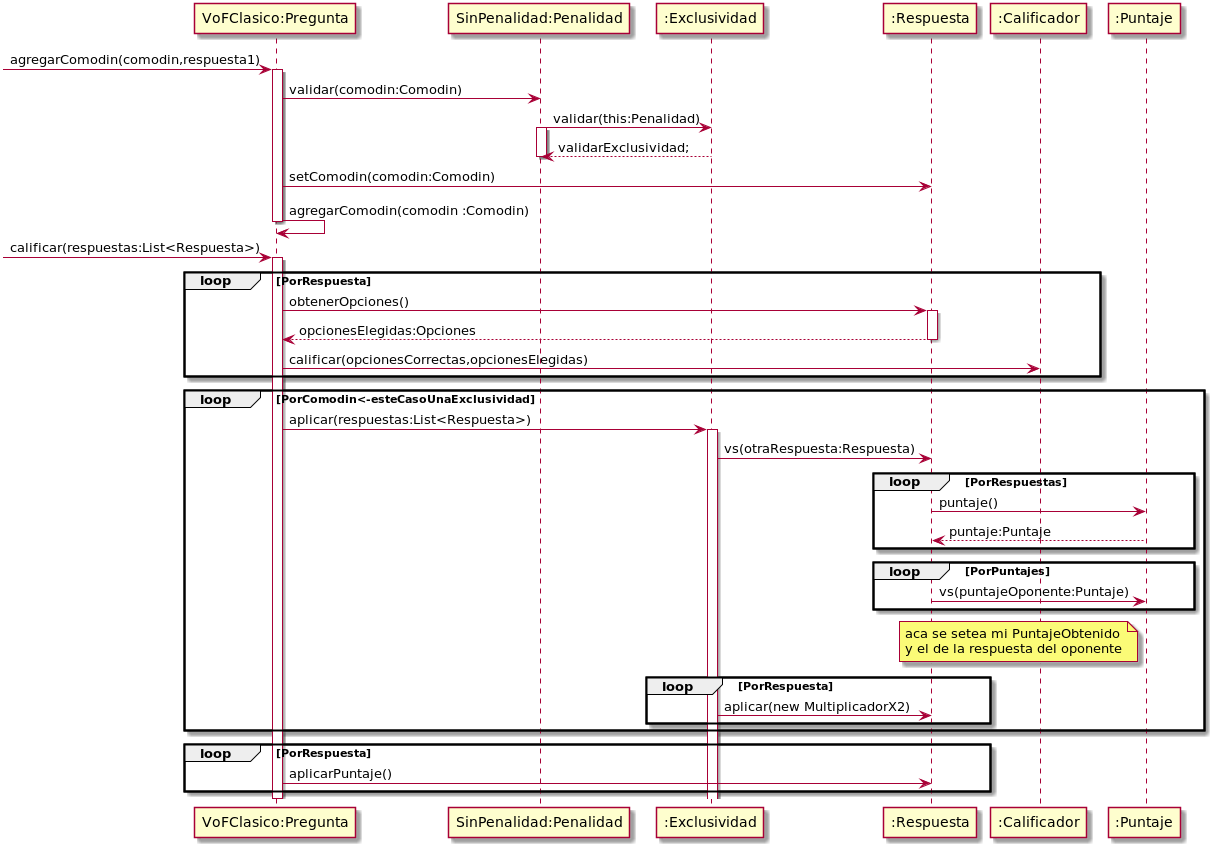 VoFClasico:Pregunta
SinPenalidad:Penalidad
:Exclusividad
:Respuesta
:Calificador
:Puntaje
agregarComodin(comodin,respuesta1)
validar(comodin:Comodin)
validar(this:Penalidad)
validarExclusividad;
setComodin(comodin:Comodin)
agregarComodin(comodin :Comodin)
calificar(respuestas:List<Respuesta>)
loop [PorRespuesta]
obtenerOpciones()
opcionesElegidas:Opciones
calificar(opcionesCorrectas,opcionesElegidas)
loop [PorComodin<-esteCasoUnaExclusividad]
aplicar(respuestas:List<Respuesta>)
vs(otraRespuesta:Respuesta)
loop [PorRespuestas]
puntaje()
puntaje:Puntaje
loop [PorPuntajes]
vs(puntajeOponente:Puntaje)
aca se setea mi PuntajeObtenido
y el de la respuesta del oponente
loop [PorRespuesta]
aplicar(new MultiplicadorX2)
loop [PorRespuesta]
aplicarPuntaje()
VoFClasico:Pregunta
SinPenalidad:Penalidad
:Exclusividad
:Respuesta
:Calificador
:Puntaje